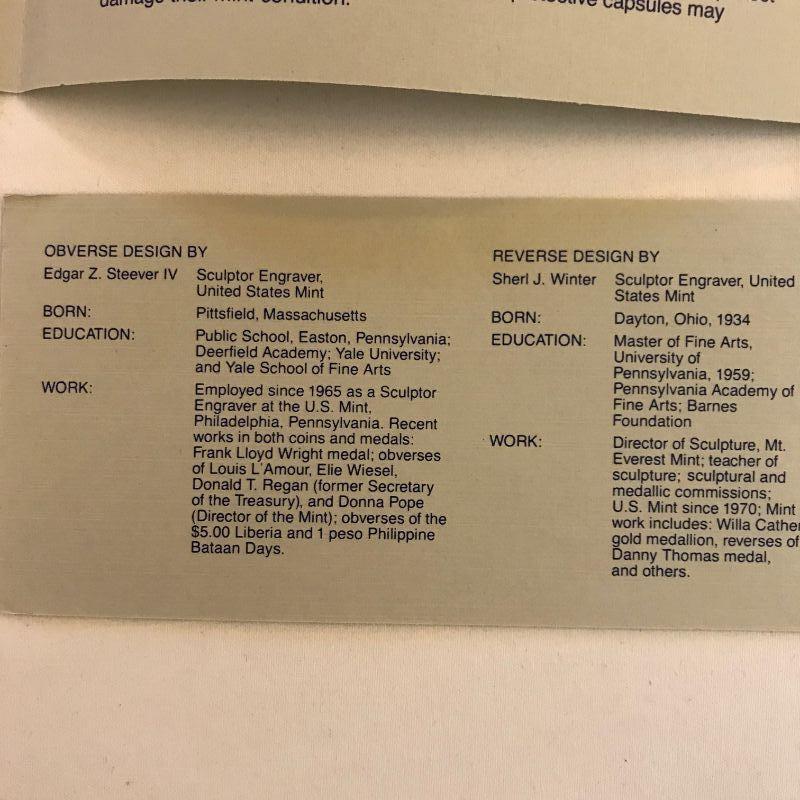 damage their mint condition.
capsules may
OBVERSE DESIGN BY
Edgar Z. Steever IV Sculptor Engraver,
United States Mint
BORN: Pittsfield, Massachusetts
EDUCATION: Public School, Easton, Pennsylvania;
Deerfield Academy; Yale University;
and Yale School of Fine Arts
WORK: Employed since 1965 as a Sculptor
Engraver at the U.S. Mint,
Philadelphia, Pennsylvania. Recent
works in both coins and medals:
Frank Lloyd Wright medal; obverses
of Louis L'Amour, Elie Wiesel,
Donald T. Regan (former Secretary
of the Treasury), and Donna Pope
(Director of the Mint); obverses of the
$5.00 Liberia and 1 peso Philippine
Bataan Days.
REVERSE DESIGN BY
Sherl J. Winter Sculptor Engraver, United
States Mint
BORN: Dayton, Ohio, 1934
EDUCATION: Master of Fine Arts,
University of
Pennsylvania, 1959;
Pennsylvania Academy of
Fine Arts; Barnes
Foundation
WORK: Director of Sculpture, Mt.
Everest Mint; teacher of
sculpture; sculptural and
medallic commissions;
U.S. Mint since 1970; Mint
work includes: Willa Cather
gold medallion, reverses of
Danny Thomas medal,
and others.